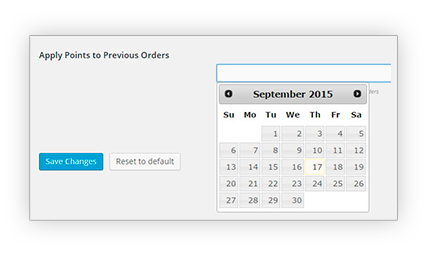 Apply Points to Previous Orders
September 2015
Su Mo Tu We Th Fr Sa
1 2 3 4 5
6 7 8 9 10 11 12
13 14 15 16 17 18 19
20 21 22 23 24 25 26
27 28 29 30
Save Changes Reset to default